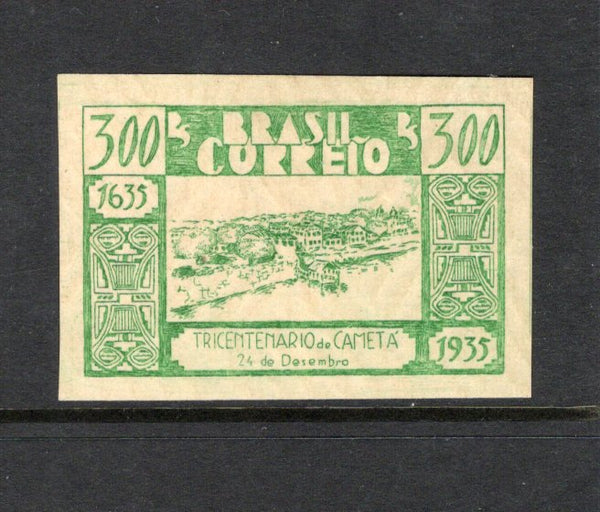 300 Rs BRASIL Rs 300
CORREIO
1635
TRICENTENARIO de CAMETÁ
24 de Desembro
1935